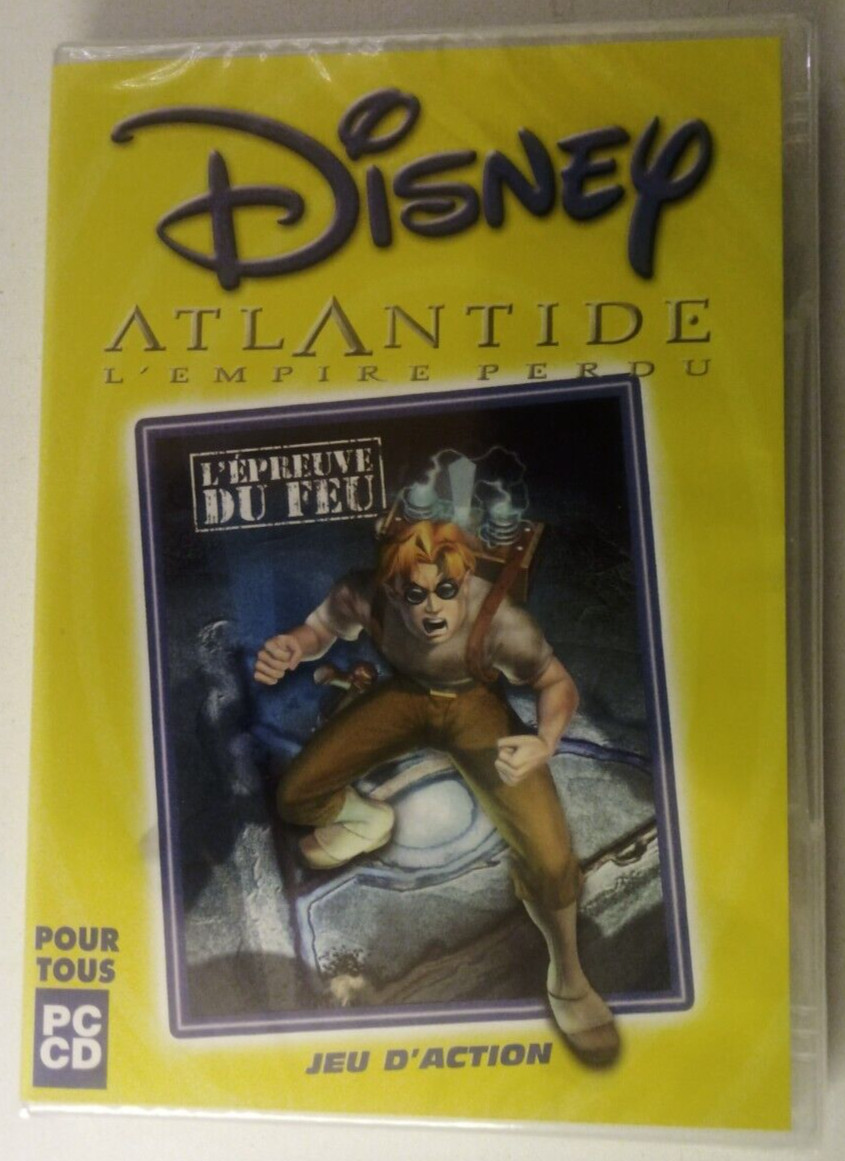 DISNEY
ATLANTIDE
L'EMPIRE PERDU
L'ÉPREUVE
DU FEU
POUR
TOUS
PC
CD
JEU D'ACTION